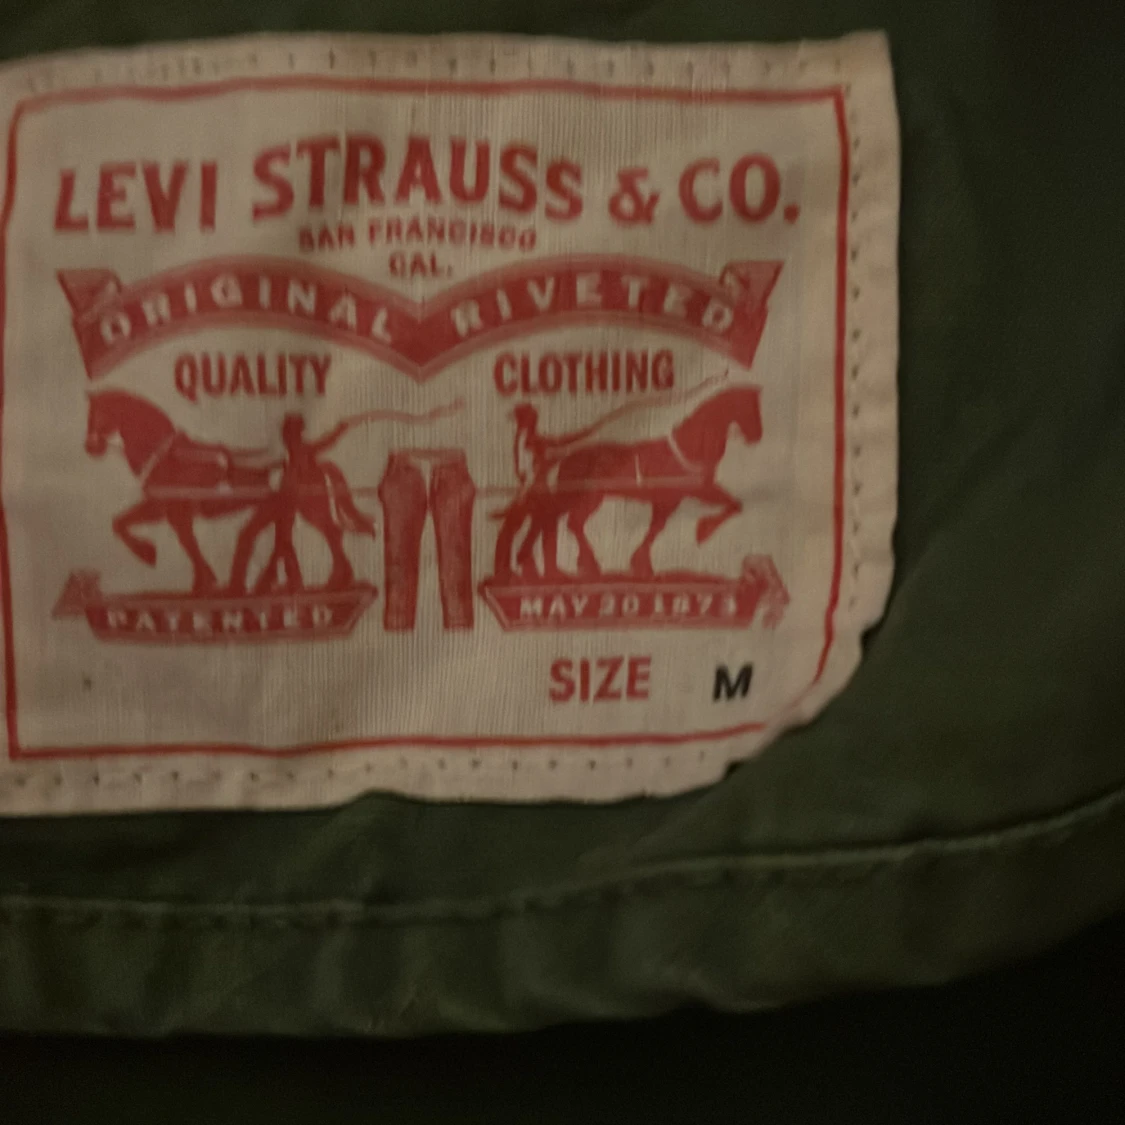 LEVI STRAUSS & CO.
SAN FRANCISCO
CAL.
ORIGINAL RIVETED
QUALITY CLOTHING
PATENTED MAY 20 1873
SIZE M